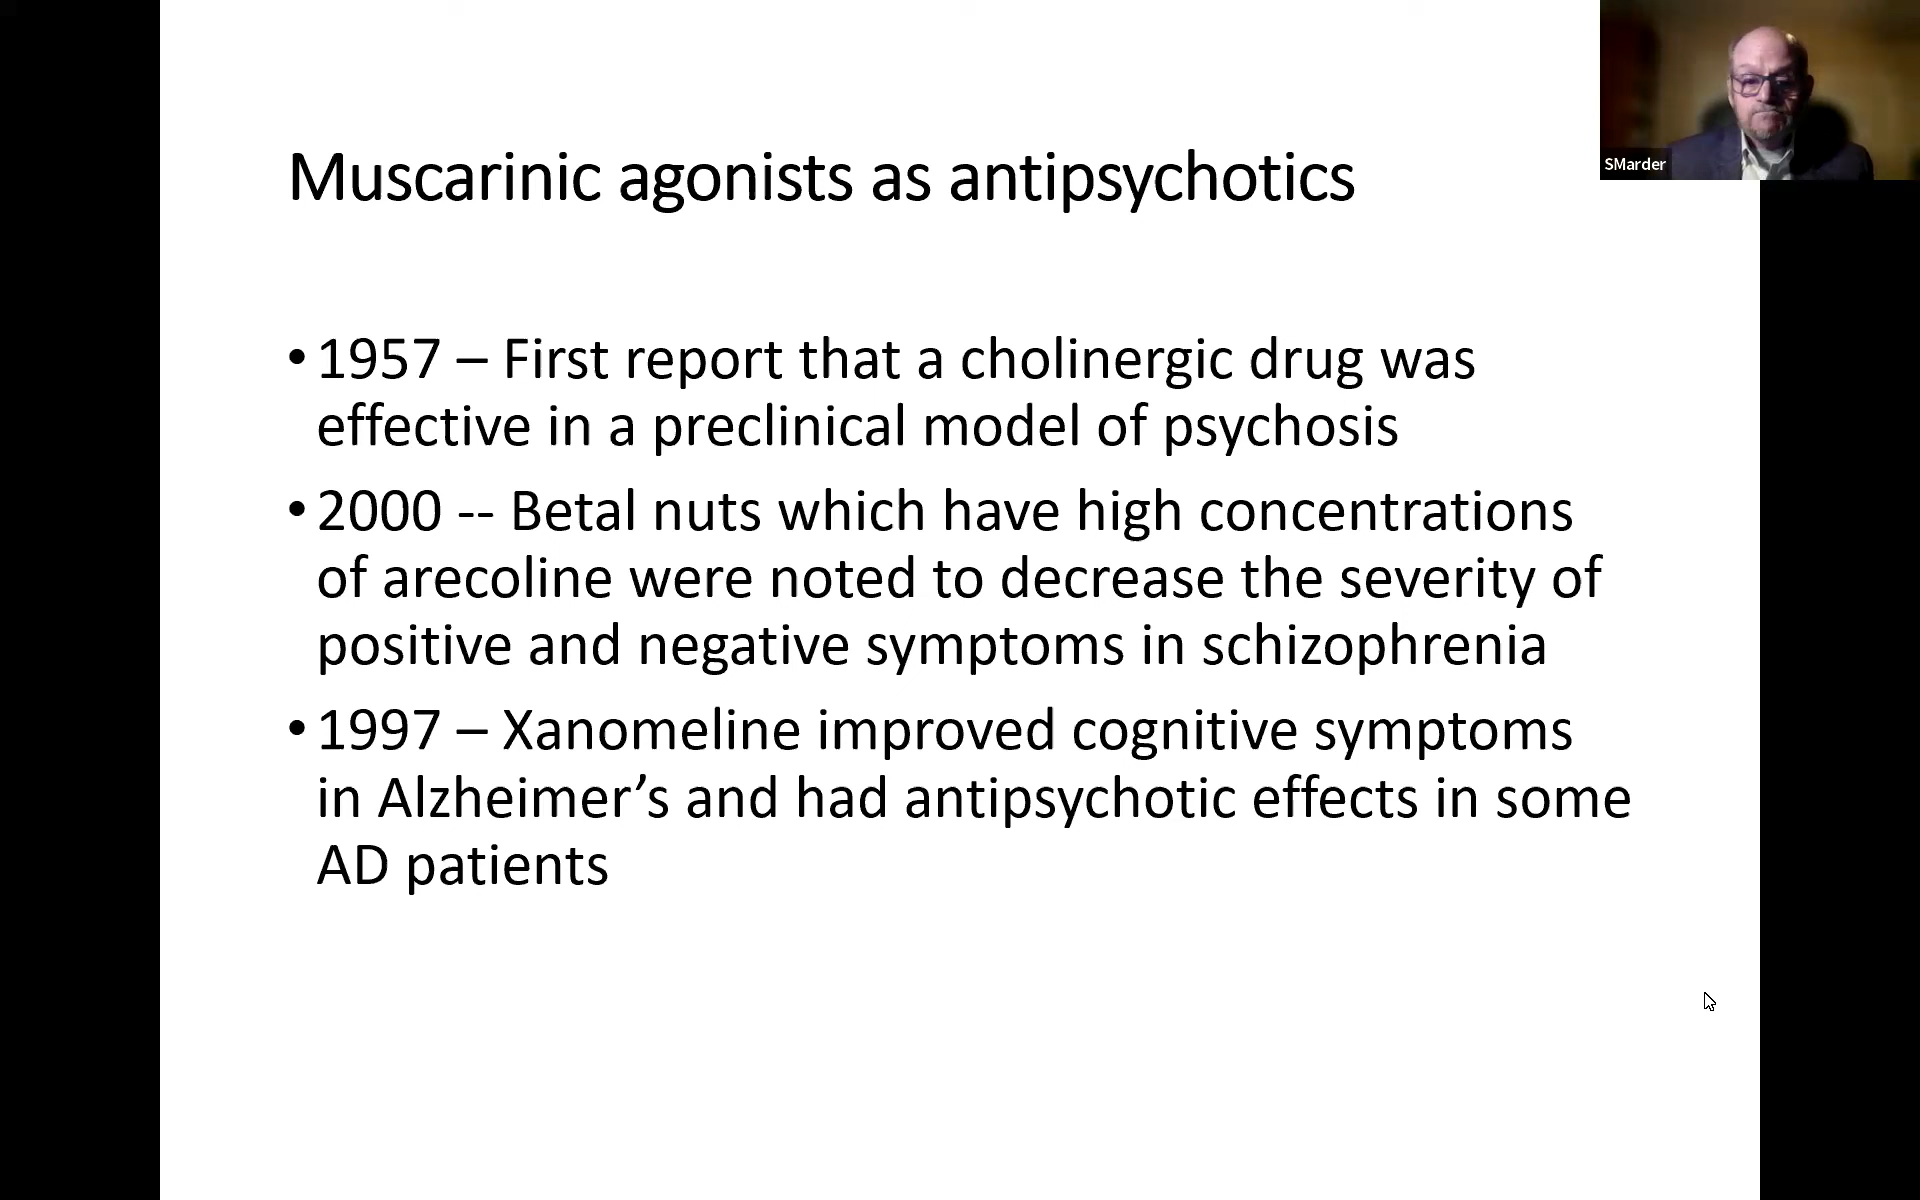 SMarder
Muscarinic agonists as antipsychotics
• 1957 – First report that a cholinergic drug was
effective in a preclinical model of psychosis
• 2000 -- Betal nuts which have high concentrations
of arecoline were noted to decrease the severity of
positive and negative symptoms in schizophrenia
• 1997 – Xanomeline improved cognitive symptoms
in Alzheimer’s and had antipsychotic effects in some
AD patients